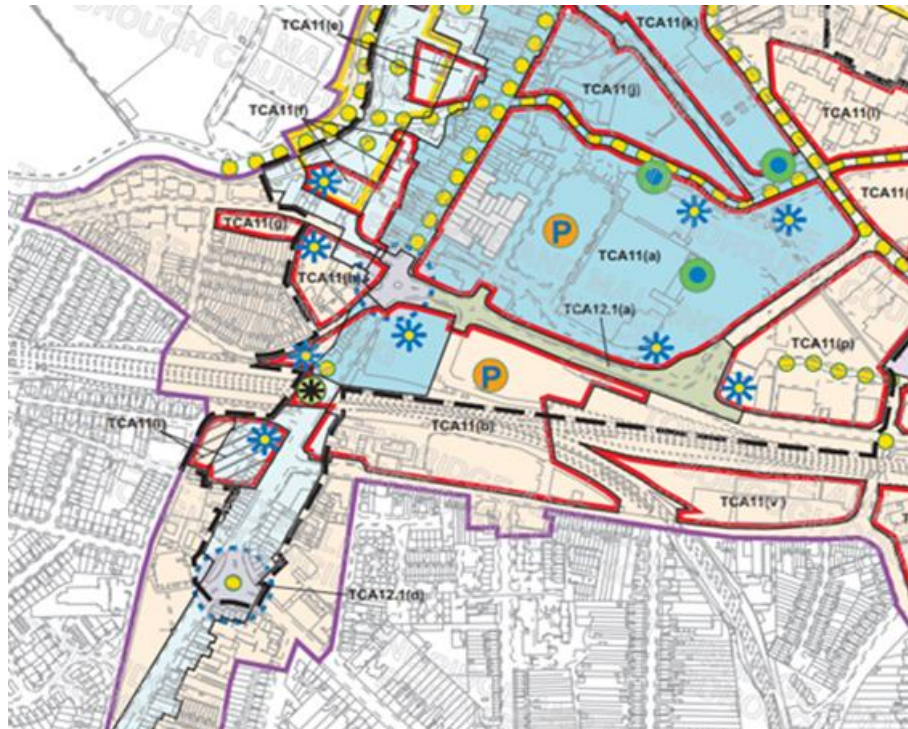 TCA11(e)
TCA11(k)
TCA11(f)
TCA11(j)
TCA11(l)
TCA11(g)
P
TCA11(a)
TCA11(h)
TCA12.1(a)
TCA11(p)
P
TCA11(i)
TCA11(b)
TCA11(v)
TCA12.1(d)